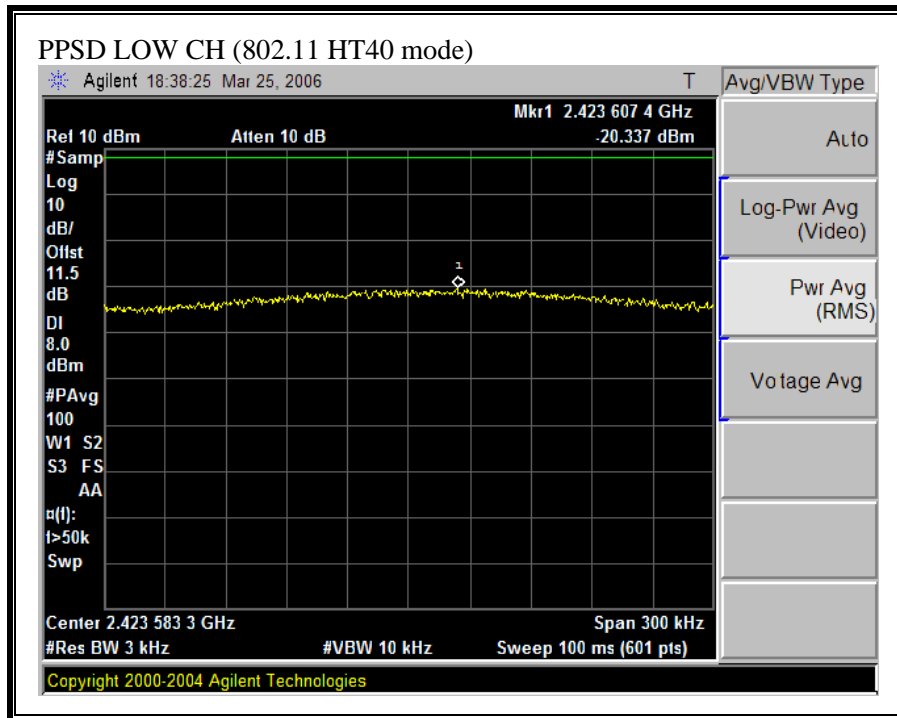 PPSD LOW CH (802.11 HT40 mode)
Agilent 18:38:25 Mar 25, 2006 T
Avg/VBW Type
Mkr1 2.423 607 4 GHz
Ref 10 dBm Atten 10 dB -20.337 dBm
#Samp
Log
10
dB/
Offst
11.5
dB
DI
8.0
dBm
#PAvg
100
W1 S2
S3 FS
AA
¤(f):
f>50k
Swp
1
Center 2.423 583 3 GHz Span 300 kHz
#Res BW 3 kHz #VBW 10 kHz Sweep 100 ms (601 pts)
Copyright 2000-2004 Agilent Technologies
Auto
Log-Pwr Avg
(Video)
Pwr Avg
(RMS)
Vo tage Avg